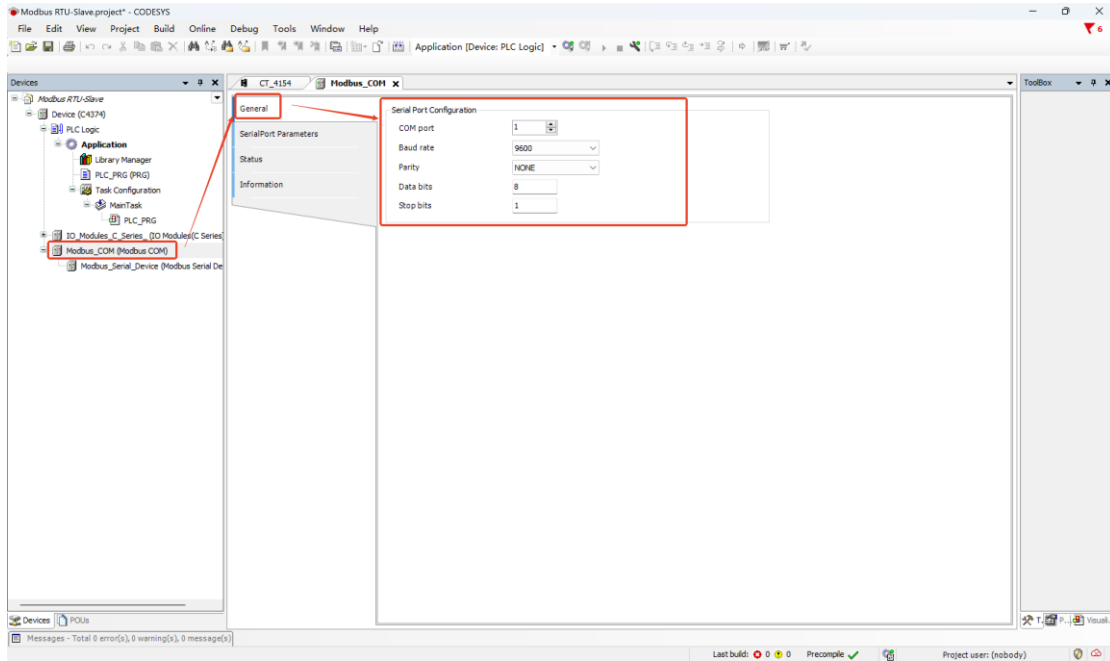 Modbus RTU-Slave.project* - CODESYS
File Edit View Project Build Online Debug Tools Window Help
6
Application [Device: PLC Logic]
Devices
CT_4154
Modbus_COM
ToolBox
Modbus RTU-Slave
Device (C4374)
PLC Logic
Application
Library Manager
PLC_PRG (PRG)
Task Configuration
MainTask
PLC_PRG
IO_Modules_C_Series_ (IO Modules(C Series)
Modbus_COM (Modbus COM)
Modbus_Serial_Device (Modbus Serial De
General
SerialPort Parameters
Status
Information
Serial Port Configuration
COM port 1
Baud rate 9600
Parity NONE
Data bits 8
Stop bits 1
Devices POUs
T... P... Visuali...
Messages - Total 0 error(s), 0 warning(s), 0 message(s)
Last build: 0 0 Precompile Project user: (nobody)